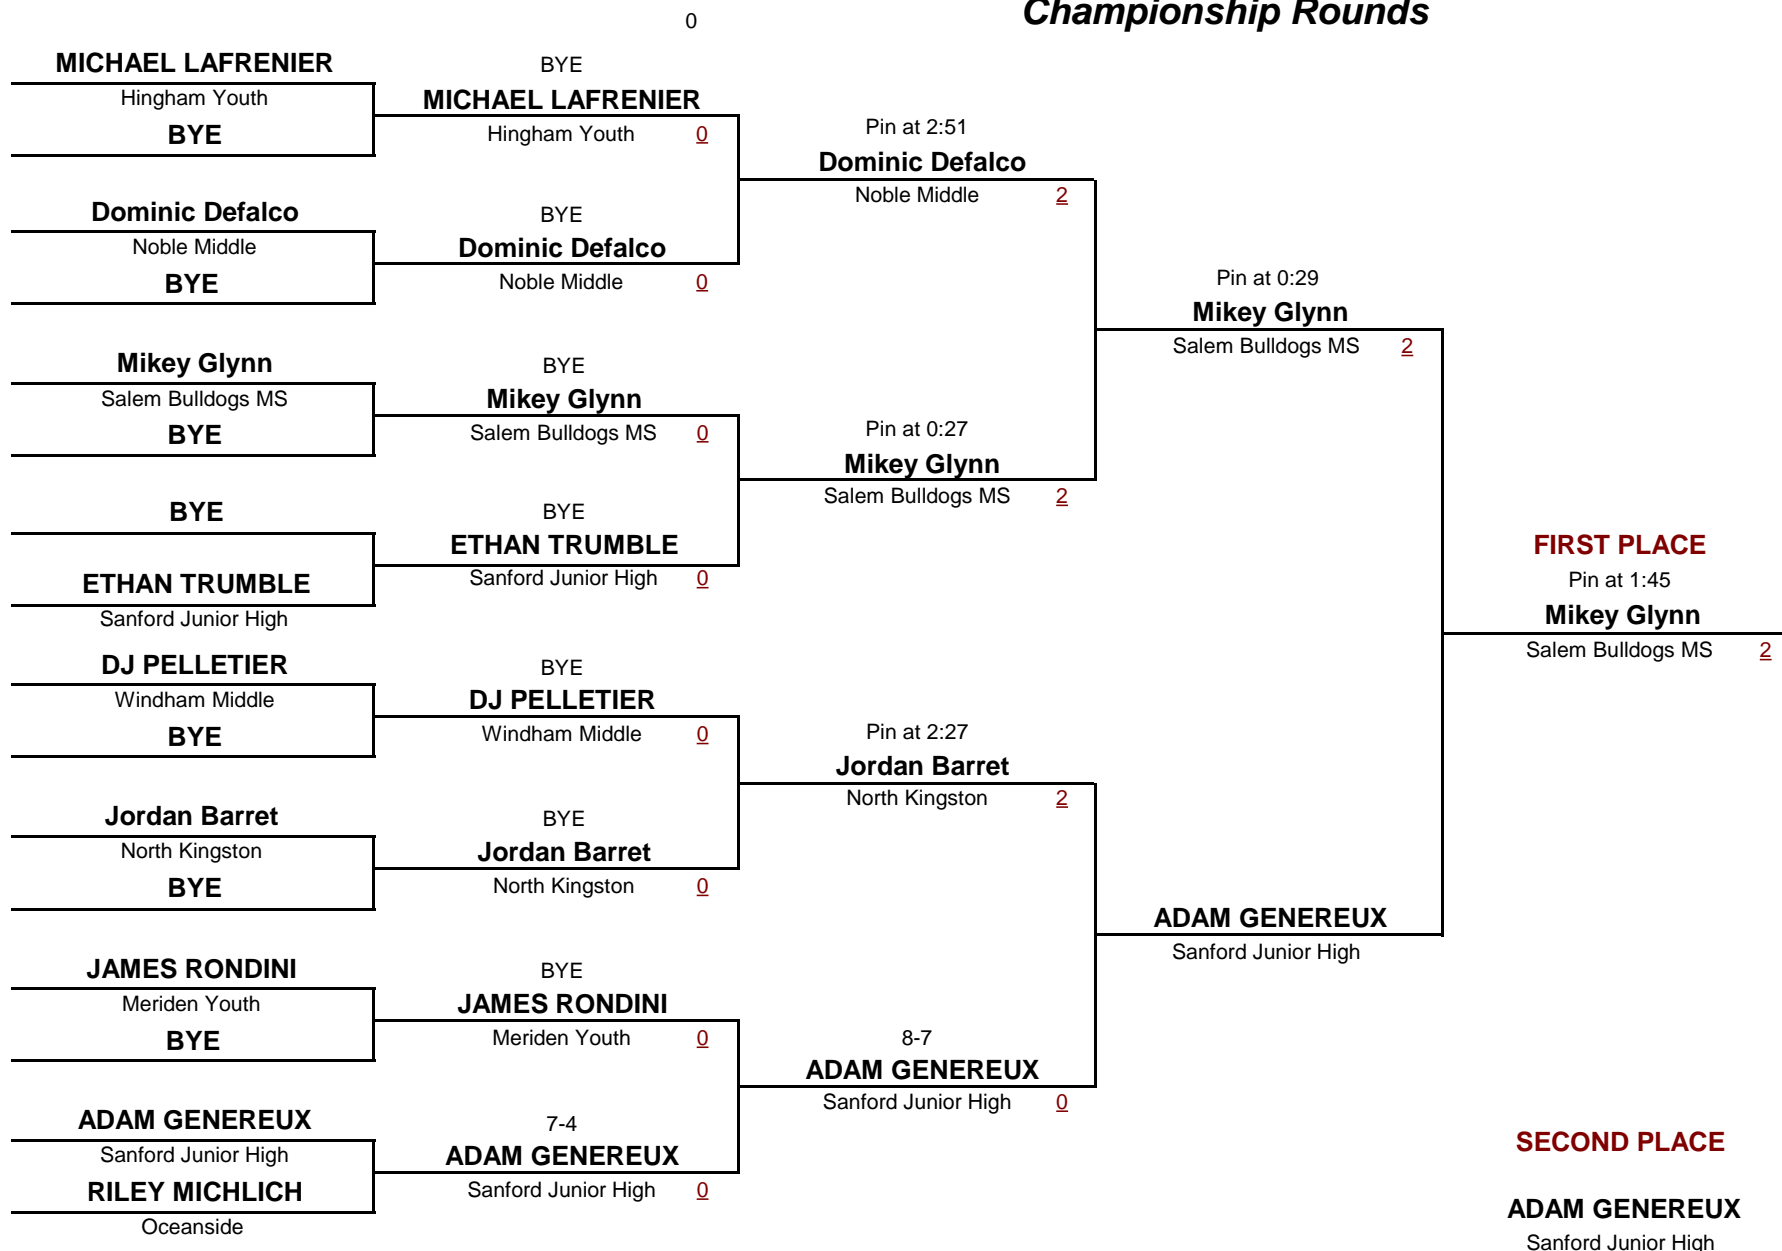 Championship Rounds
0
MICHAEL LAFRENIER
Hingham Youth
BYE
Dominic Defalco
Noble Middle
BYE
Mikey Glynn
Salem Bulldogs MS
BYE
BYE
ETHAN TRUMBLE
Sanford Junior High
DJ PELLETIER
Windham Middle
BYE
Jordan Barret
North Kingston
BYE
JAMES RONDINI
Meriden Youth
BYE
ADAM GENEREUX
Sanford Junior High
RILEY MICHLICH
Oceanside
BYE
MICHAEL LAFRENIER
Hingham Youth 0
BYE
Dominic Defalco
Noble Middle 0
BYE
Mikey Glynn
Salem Bulldogs MS 0
BYE
ETHAN TRUMBLE
Sanford Junior High 0
BYE
DJ PELLETIER
Windham Middle 0
BYE
Jordan Barret
North Kingston 0
BYE
JAMES RONDINI
Meriden Youth 0
7-4
ADAM GENEREUX
Sanford Junior High 0
Pin at 2:51
Dominic Defalco
Noble Middle 2
Pin at 0:27
Mikey Glynn
Salem Bulldogs MS 2
Pin at 2:27
Jordan Barret
North Kingston 2
8-7
ADAM GENEREUX
Sanford Junior High 0
Pin at 0:29
Mikey Glynn
Salem Bulldogs MS 2
ADAM GENEREUX
Sanford Junior High
FIRST PLACE
Pin at 1:45
Mikey Glynn
Salem Bulldogs MS 2
SECOND PLACE
ADAM GENEREUX
Sanford Junior High